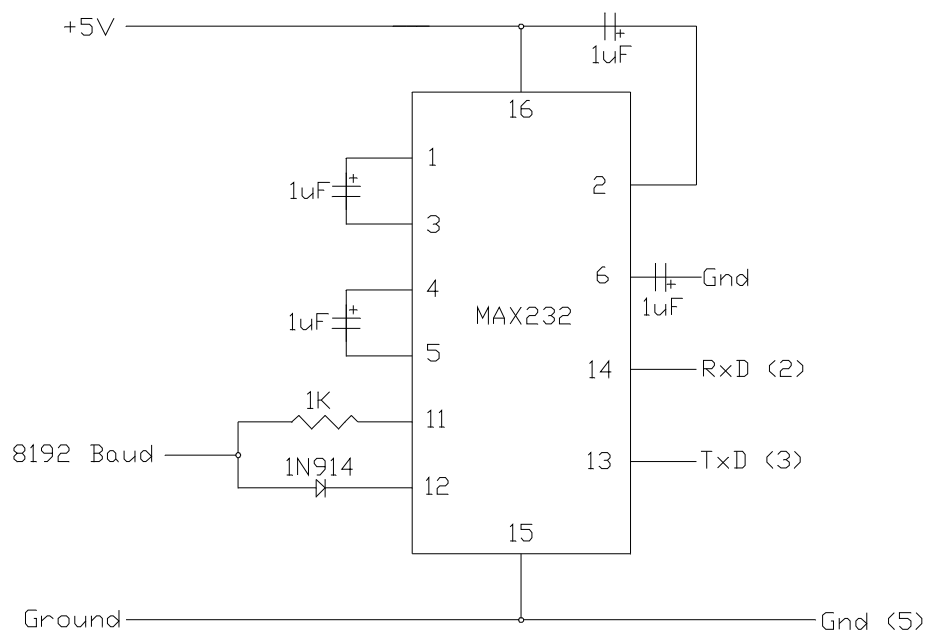 +5V
+
1uF
16
1
2
+
1uF
3
6
Gnd
+
1uF
4
+
1uF
MAX232
5
14
RxD (2)
1K
11
8192 Baud
13
TxD (3)
1N914
12
15
Ground
Gnd (5)